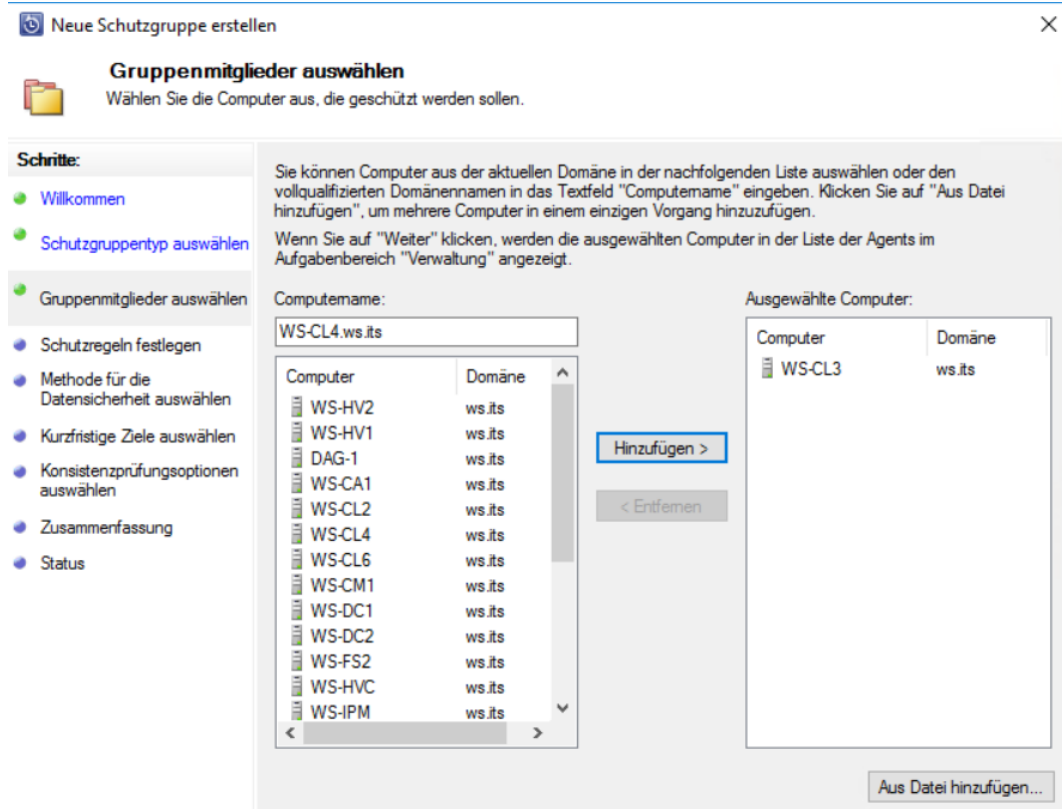 Neue Schutzgruppe erstellen
Gruppenmitglieder auswählen
Wählen Sie die Computer aus, die geschützt werden sollen.
Schritte:
Willkommen
Schutzgruppentyp auswählen
Gruppenmitglieder auswählen
Schutzregeln festlegen
Methode für die
Datensicherheit auswählen
Kurzfristige Ziele auswählen
Konsistenzprüfungsoptionen
auswählen
Zusammenfassung
Status
Sie können Computer aus der aktuellen Domäne in der nachfolgenden Liste auswählen oder den
vollqualifizierten Domänennamen in das Textfeld "Computername" eingeben. Klicken Sie auf "Aus Datei
hinzufügen", um mehrere Computer in einem einzigen Vorgang hinzuzufügen.
Wenn Sie auf "Weiter" klicken, werden die ausgewählten Computer in der Liste der Agents im
Aufgabenbereich "Verwaltung" angezeigt.
Computername:
WS-CL4.ws.its
Computer Domäne
WS-HV2 ws.its
WS-HV1 ws.its
DAG-1 ws.its
WS-CA1 ws.its
WS-CL2 ws.its
WS-CL4 ws.its
WS-CL6 ws.its
WS-CM1 ws.its
WS-DC1 ws.its
WS-DC2 ws.its
WS-FS2 ws.its
WS-HVC ws.its
WS-IPM ws.its
Hinzufügen >
< Entfernen
Ausgewählte Computer:
Computer Domäne
WS-CL3 ws.its
Aus Datei hinzufügen...